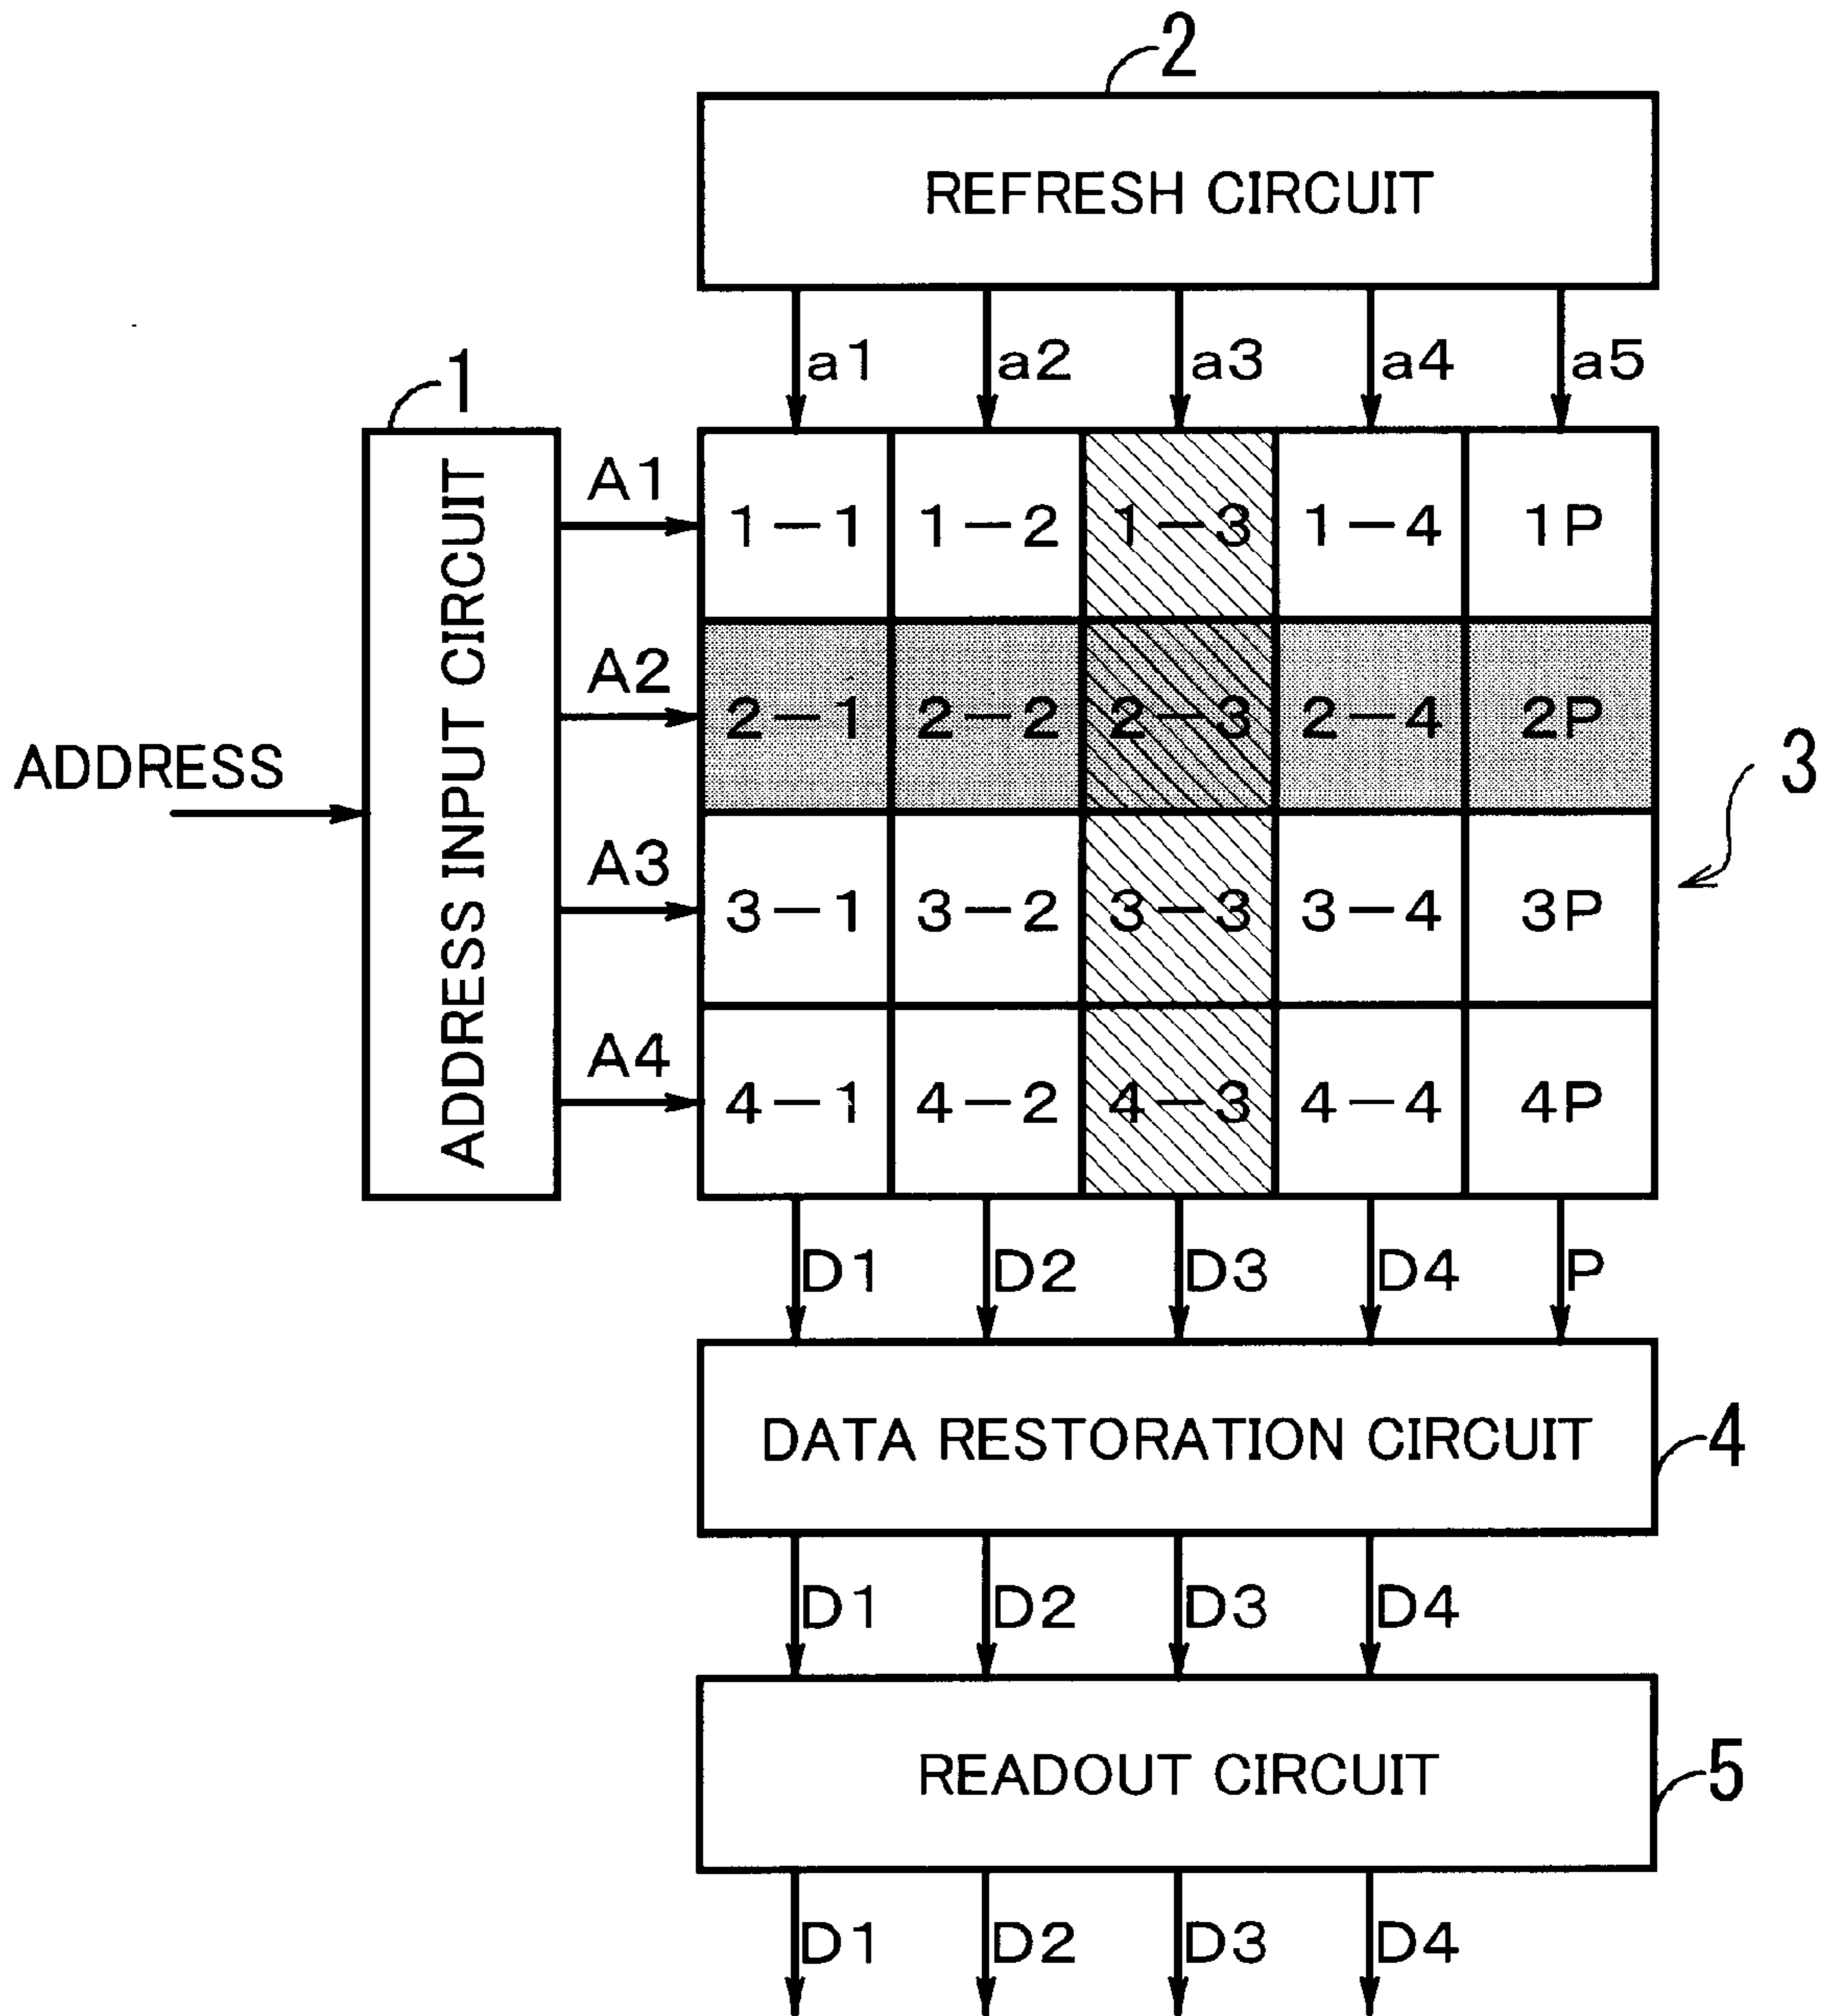 2
REFRESH CIRCUIT
a1 a2 a3 a4 a5
1
ADDRESS INPUT CIRCUIT
ADDRESS
A1
1-1 1-2 1-3 1-4 1P
A2
2-1 2-2 2-3 2-4 2P
3
A3
3-1 3-2 3-3 3-4 3P
A4
4-1 4-2 4-3 4-4 4P
D1 D2 D3 D4 P
DATA RESTORATION CIRCUIT
4
D1 D2 D3 D4
READOUT CIRCUIT
5
D1 D2 D3 D4